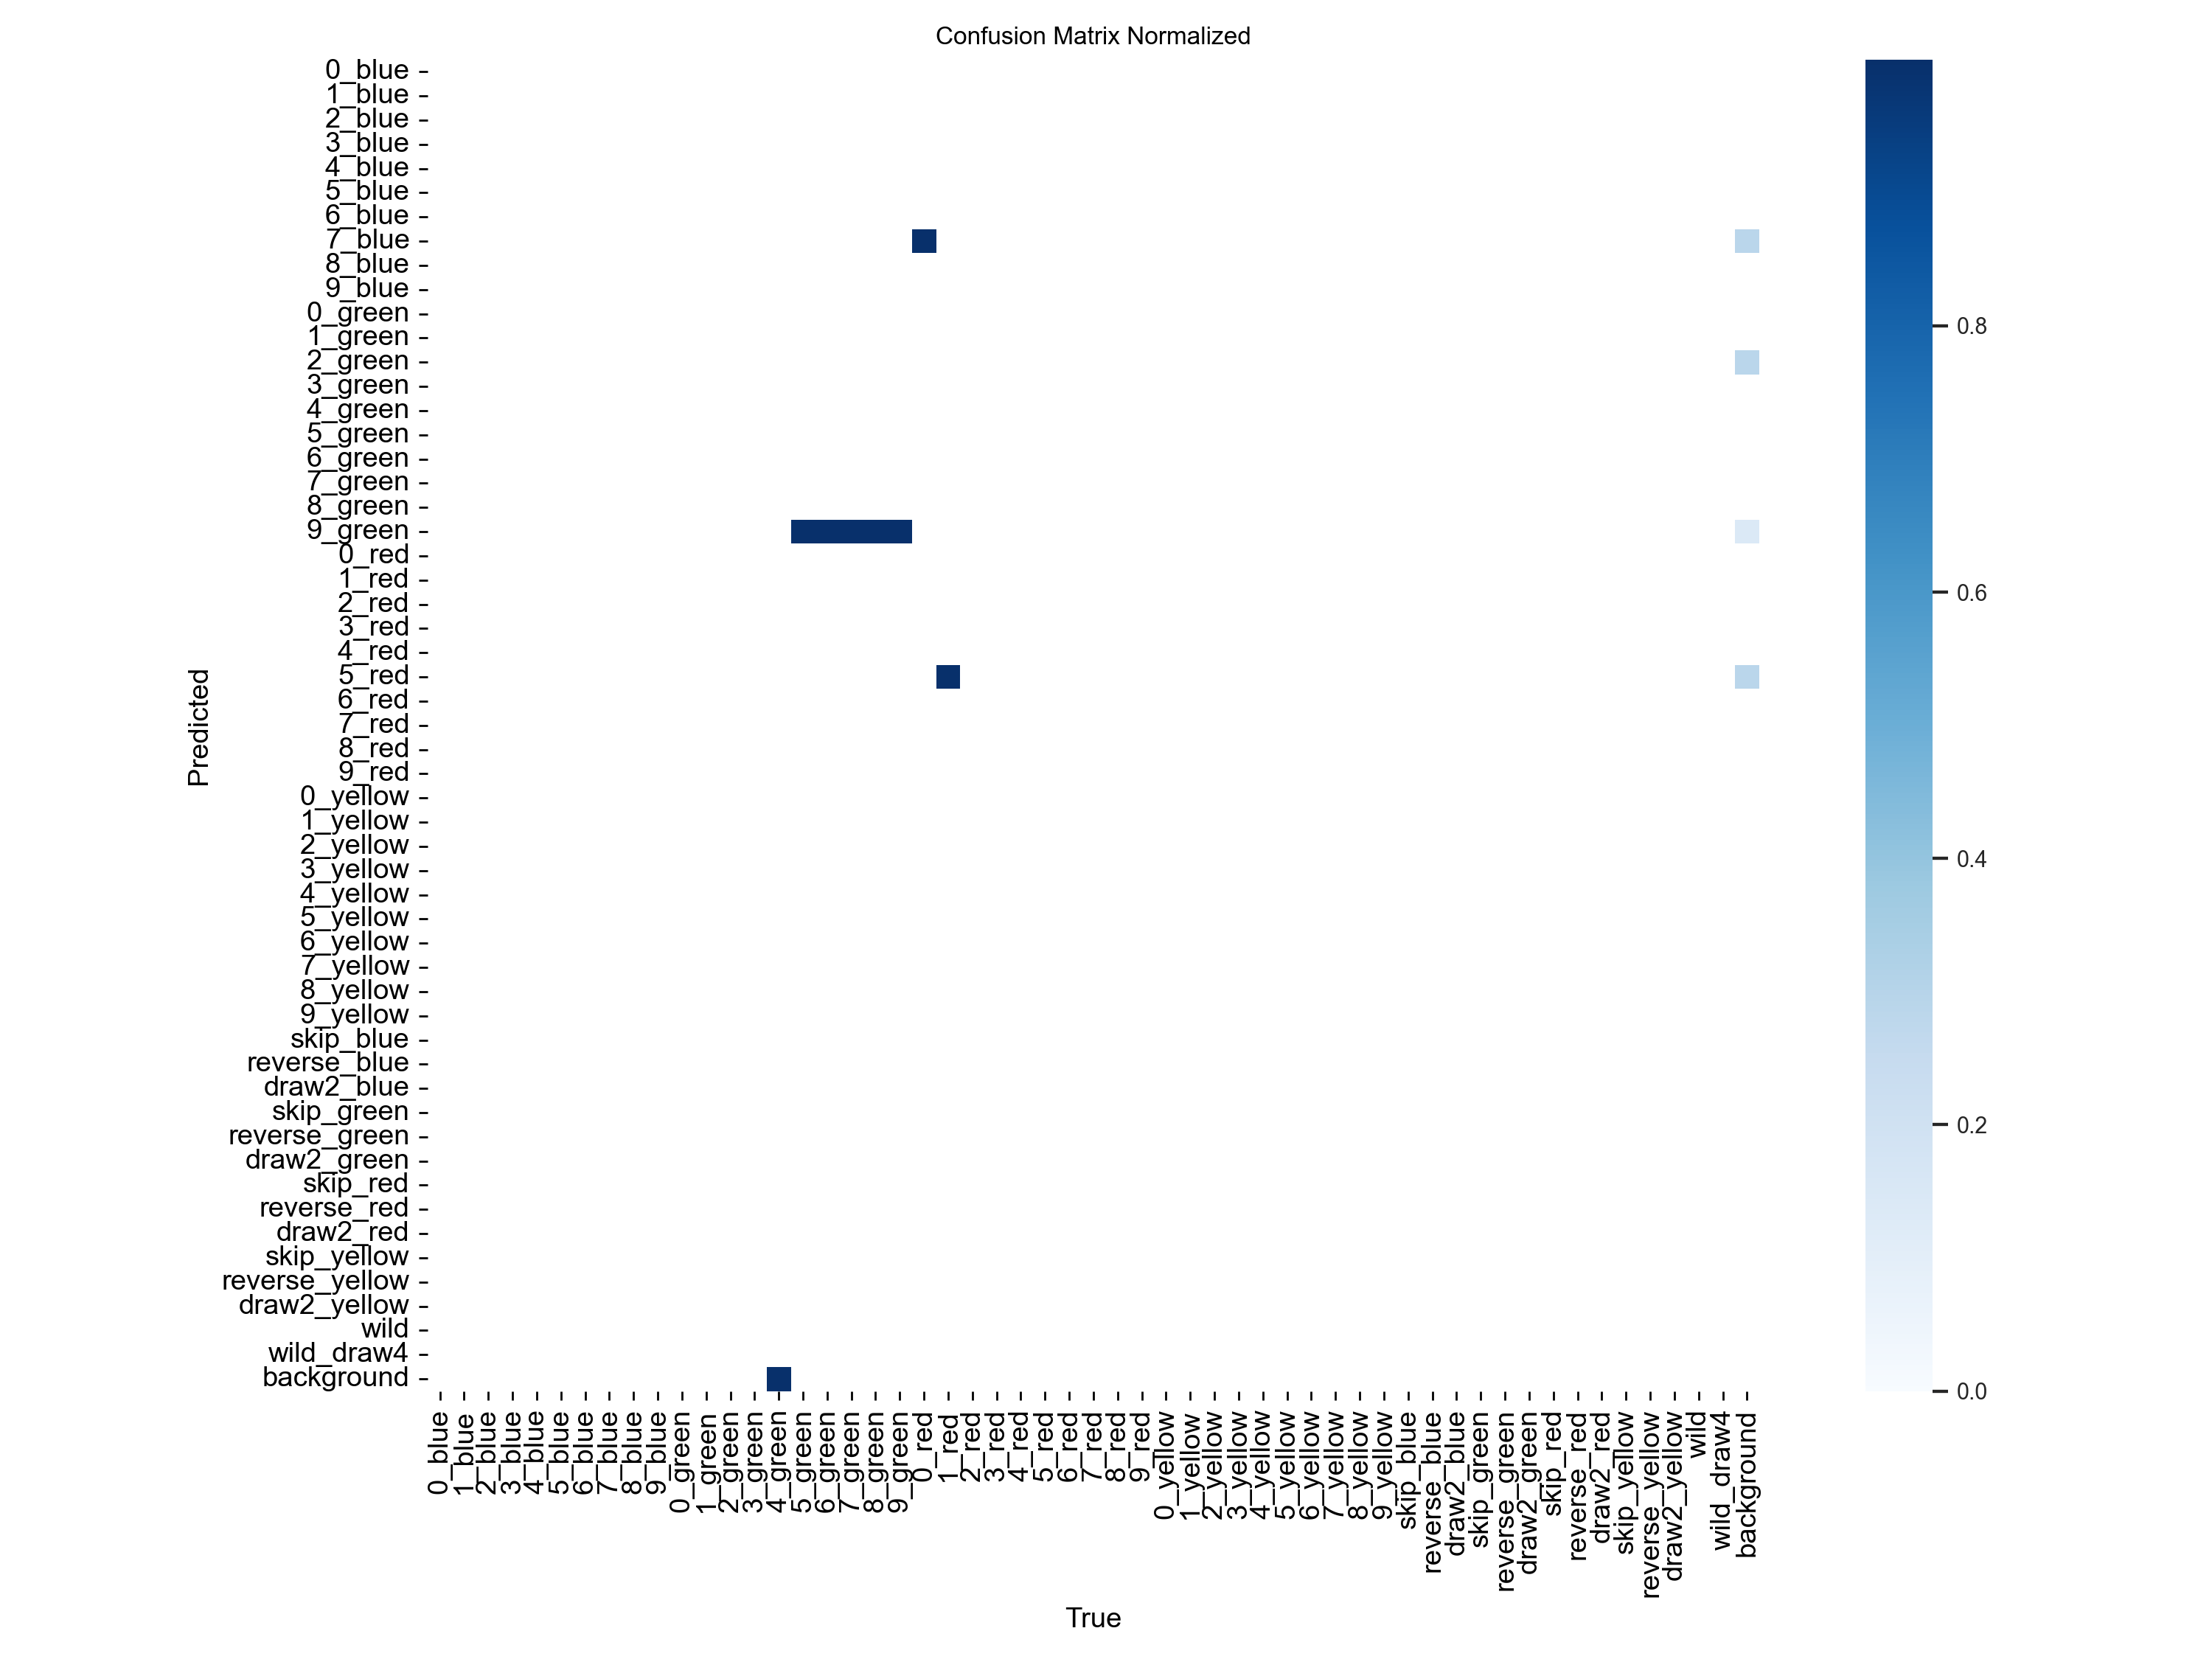 Confusion Matrix Normalized
0_blue
1_blue
2_blue
3_blue
4_blue
5_blue
6_blue
7_blue
8_blue
9_blue
0_green
1_green
2_green
3_green
4_green
5_green
6_green
7_green
8_green
9_green
0_red
1_red
2_red
3_red
4_red
5_red
6_red
7_red
8_red
9_red
0_yellow
1_yellow
2_yellow
3_yellow
4_yellow
5_yellow
6_yellow
7_yellow
8_yellow
9_yellow
skip_blue
reverse_blue
draw2_blue
skip_green
reverse_green
draw2_green
skip_red
reverse_red
draw2_red
skip_yellow
reverse_yellow
draw2_yellow
wild
wild_draw4
background
Predicted
0_blue
1_blue
2_blue
3_blue
4_blue
5_blue
6_blue
7_blue
8_blue
9_blue
0_green
1_green
2_green
3_green
4_green
5_green
6_green
7_green
8_green
9_green
0_red
1_red
2_red
3_red
4_red
5_red
6_red
7_red
8_red
9_red
0_yellow
1_yellow
2_yellow
3_yellow
4_yellow
5_yellow
6_yellow
7_yellow
8_yellow
9_yellow
skip_blue
reverse_blue
draw2_blue
skip_green
reverse_green
draw2_green
skip_red
reverse_red
draw2_red
skip_yellow
reverse_yellow
draw2_yellow
wild
wild_draw4
background
True
0.8
0.6
0.4
0.2
0.0